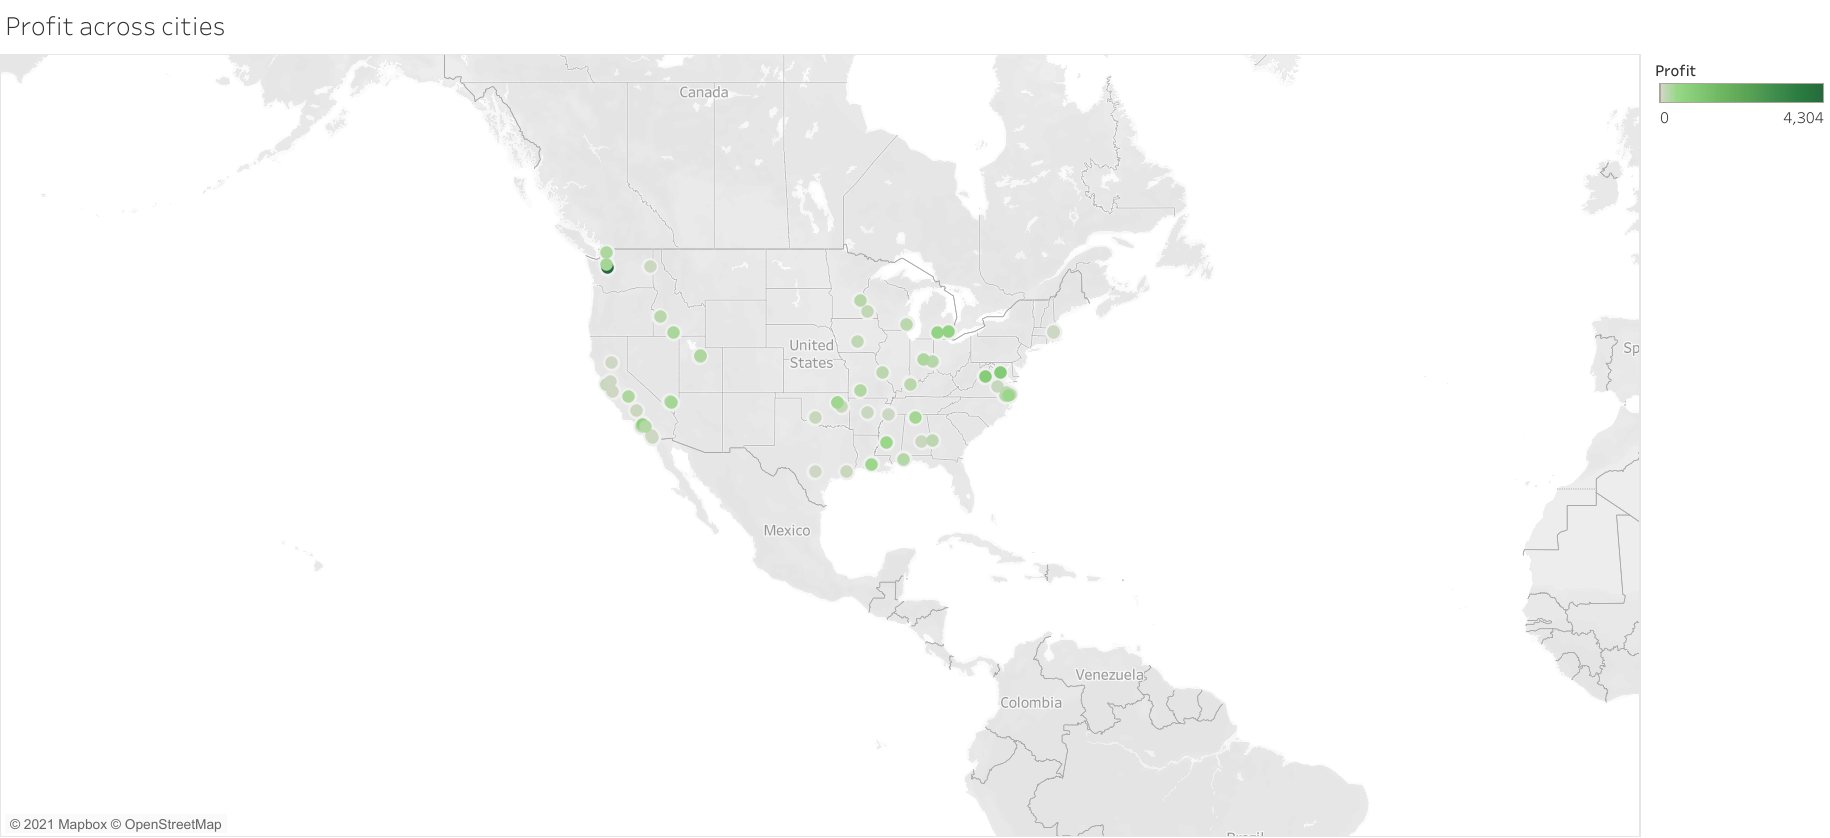 Profit across cities
Profit
0
4,304
Canada
United
States
Sp
Mexico
Venezuela
Colombia
© 2021 Mapbox © OpenStreetMap